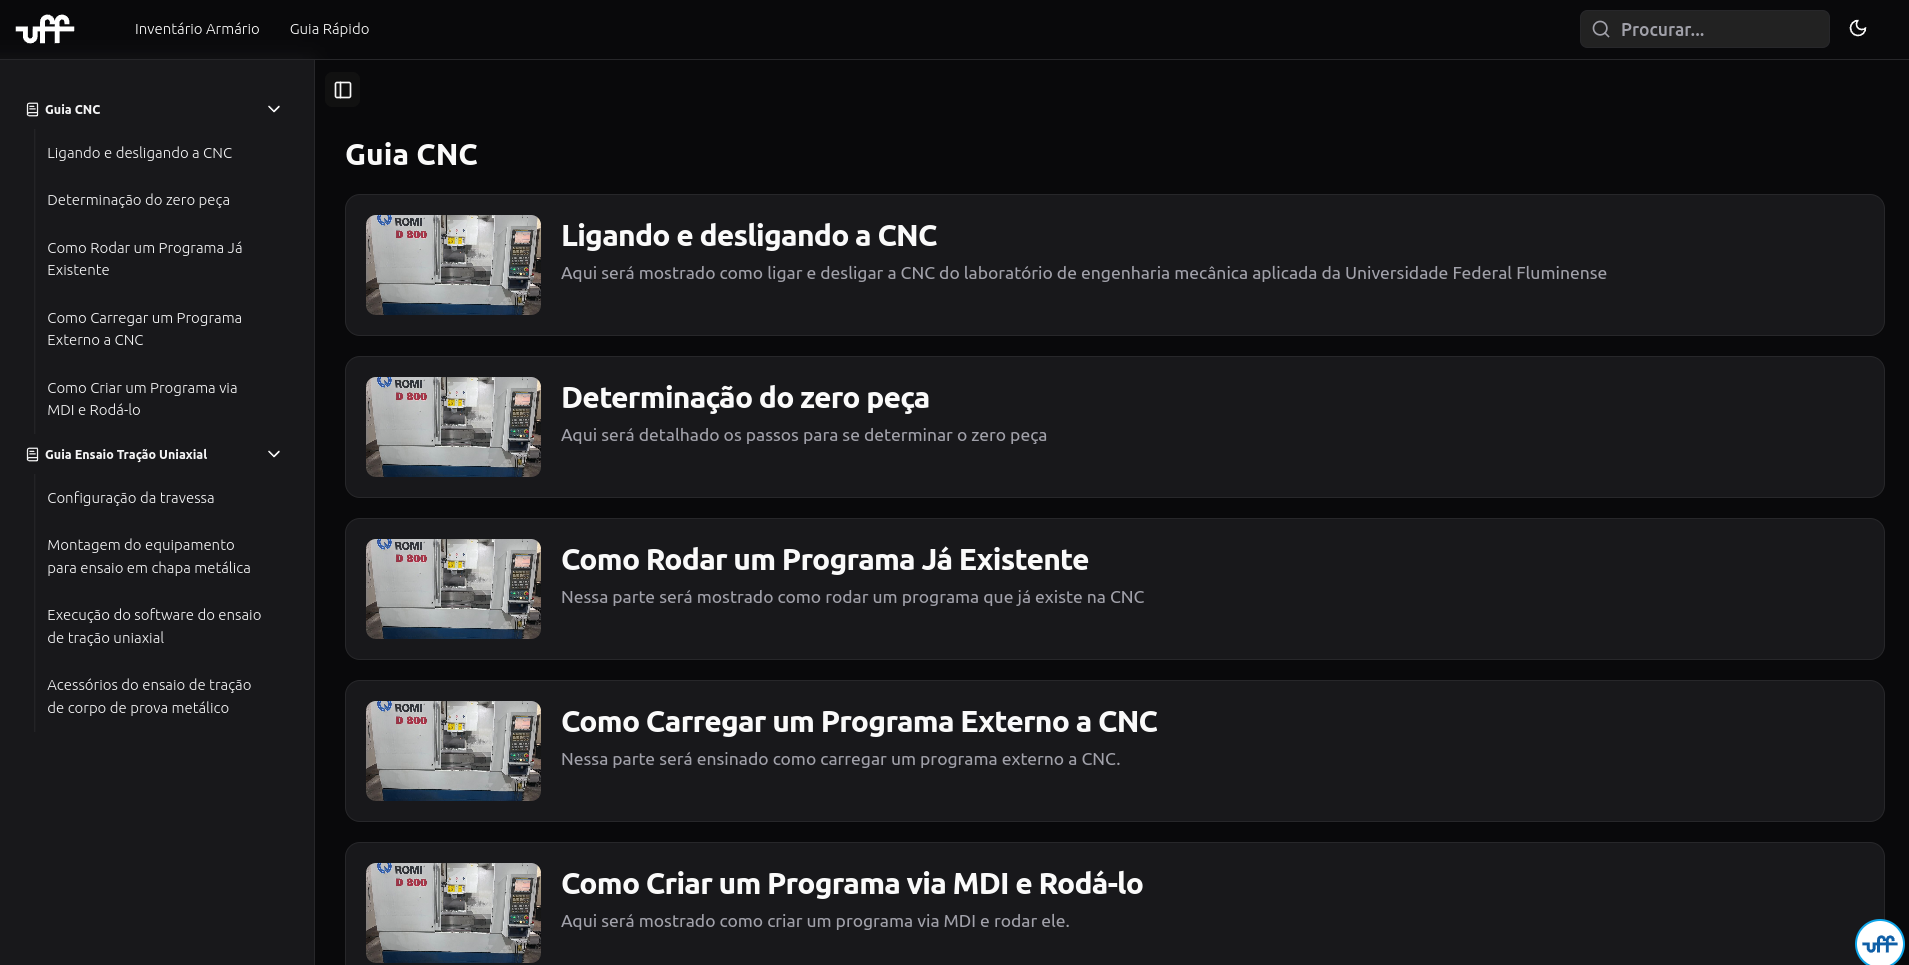 uff
Inventário Armário
Guia Rápido
Procurar...
Guia CNC
Ligando e desligando a CNC
Determinação do zero peça
Como Rodar um Programa Já
Existente
Como Carregar um Programa
Externo a CNC
Como Criar um Programa via
MDI e Rodá-lo
Guia Ensaio Tração Uniaxial
Configuração da travessa
Montagem do equipamento
para ensaio em chapa metálica
Execução do software do ensaio
de tração uniaxial
Acessórios do ensaio de tração
de corpo de prova metálico
Guia CNC
ROMI
D 800
Ligando e desligando a CNC
Aqui será mostrado como ligar e desligar a CNC do laboratório de engenharia mecânica aplicada da Universidade Federal Fluminense
ROMI
D 800
Determinação do zero peça
Aqui será detalhado os passos para se determinar o zero peça
ROMI
D 800
Como Rodar um Programa Já Existente
Nessa parte será mostrado como rodar um programa que já existe na CNC
ROMI
D 800
Como Carregar um Programa Externo a CNC
Nessa parte será ensinado como carregar um programa externo a CNC.
ROMI
D 800
Como Criar um Programa via MDI e Rodá-lo
Aqui será mostrado como criar um programa via MDI e rodar ele.
uff